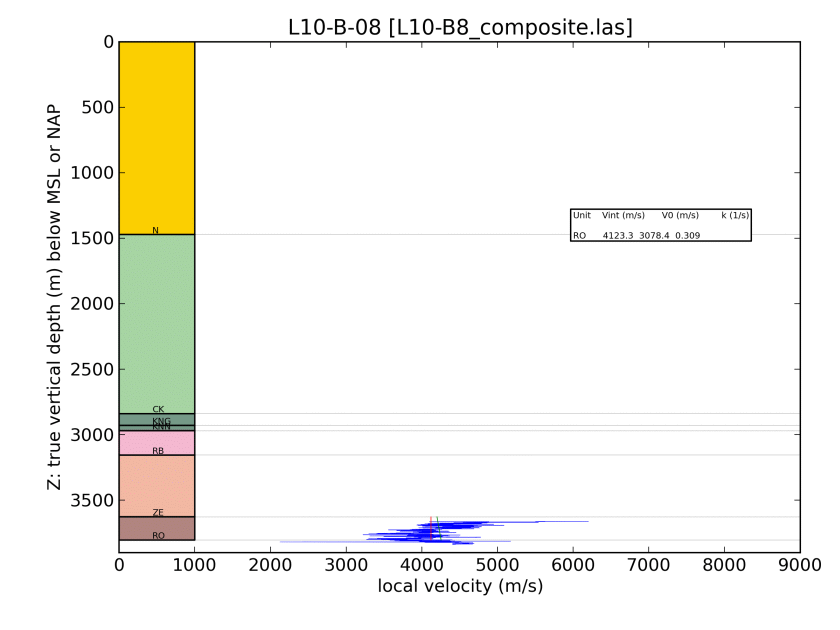 L10-B-08 [L10-B8_composite.las]
0
500
1000
1500
2000
2500
3000
3500
Z: true vertical depth (m) below MSL or NAP
N
CK
KNG
KNN
RB
ZE
RO
Unit Vint (m/s) V0 (m/s) k (1/s)
RO 4123.3 3078.4 0.309
0 1000 2000 3000 4000 5000 6000 7000 8000 9000
local velocity (m/s)